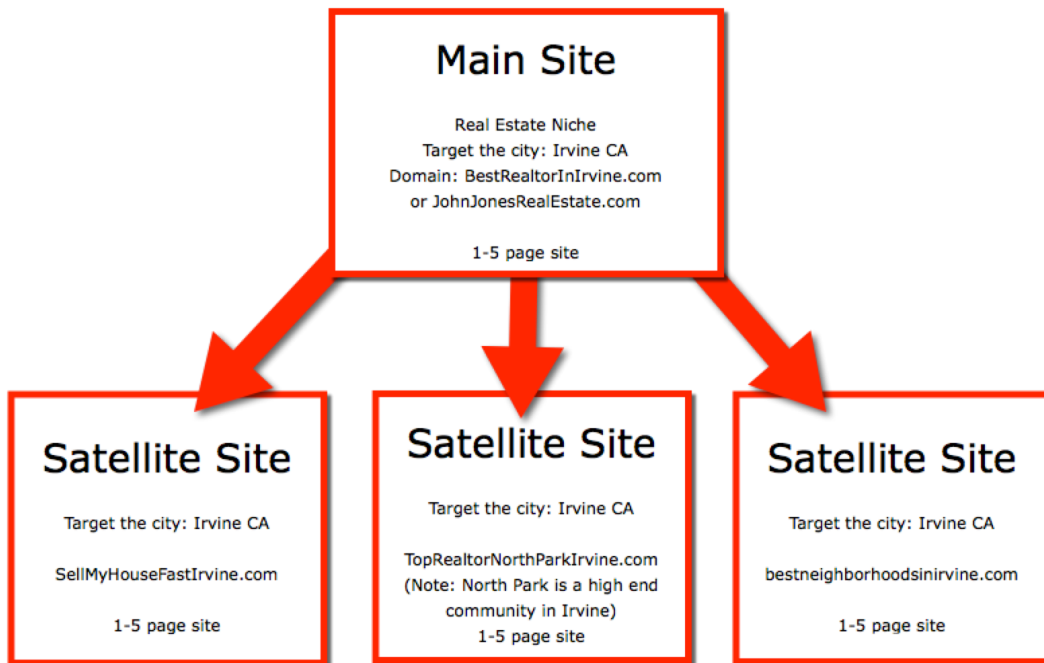 Main Site
Real Estate Niche
Target the city: Irvine CA
Domain: BestRealtorInIrvine.com
or JohnJonesRealEstate.com
1-5 page site
Satellite Site
Target the city: Irvine CA
SellMyHouseFastIrvine.com
1-5 page site
Satellite Site
Target the city: Irvine CA
TopRealtorNorthParkIrvine.com
(Note: North Park is a high end
community in Irvine)
1-5 page site
Satellite Site
Target the city: Irvine CA
bestneighborhoodsinirvine.com
1-5 page site